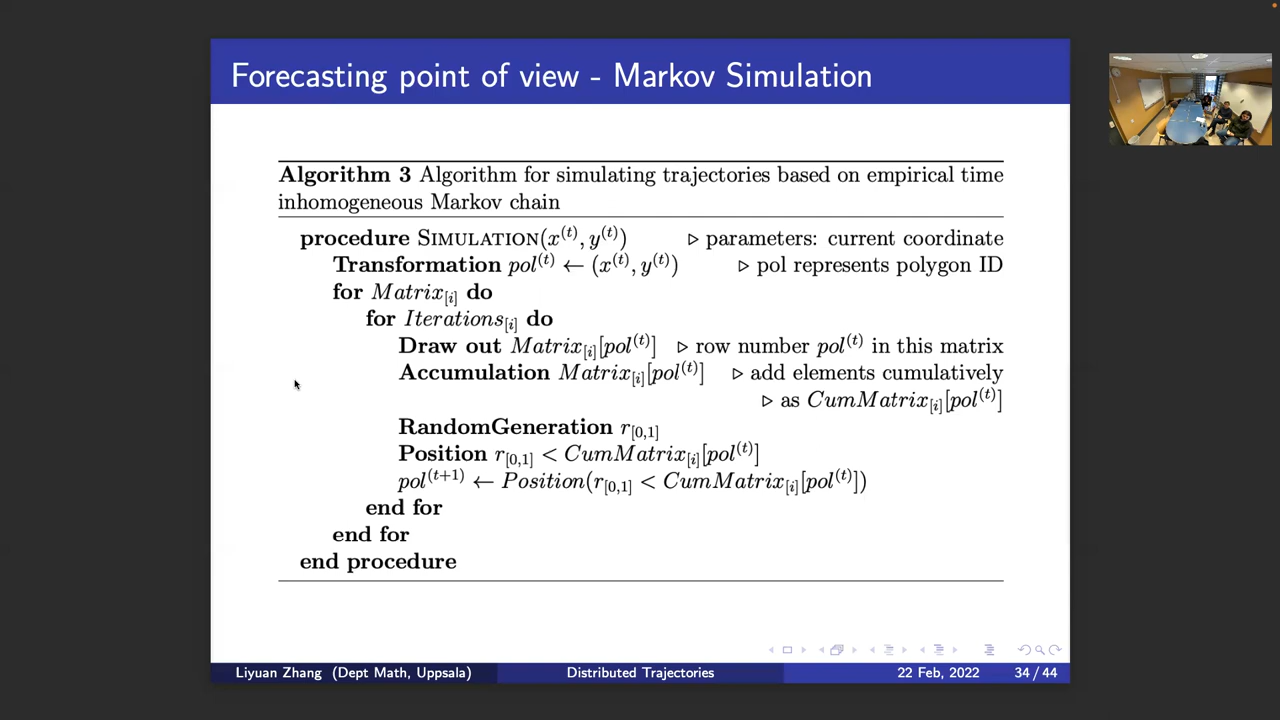 Forecasting point of view - Markov Simulation
Algorithm 3 Algorithm for simulating trajectories based on empirical time
inhomogeneous Markov chain
procedure SIMULATION(x^(t), y^(t)) ▷ parameters: current coordinate
Transformation pol^(t) ← (x^(t), y^(t)) ▷ pol represents polygon ID
for Matrix_[i] do
for Iterations_[i] do
Draw out Matrix_[i][pol^(t)] ▷ row number pol^(t) in this matrix
Accumulation Matrix_[i][pol^(t)] ▷ add elements cumulatively
▷ as CumMatrix_[i][pol^(t)]
RandomGeneration r_[0,1]
Position r_[0,1] < CumMatrix_[i][pol^(t)]
pol^(t+1) ← Position(r_[0,1] < CumMatrix_[i][pol^(t)])
end for
end for
end procedure
Liyuan Zhang (Dept Math, Uppsala) Distributed Trajectories 22 Feb, 2022 34 / 44